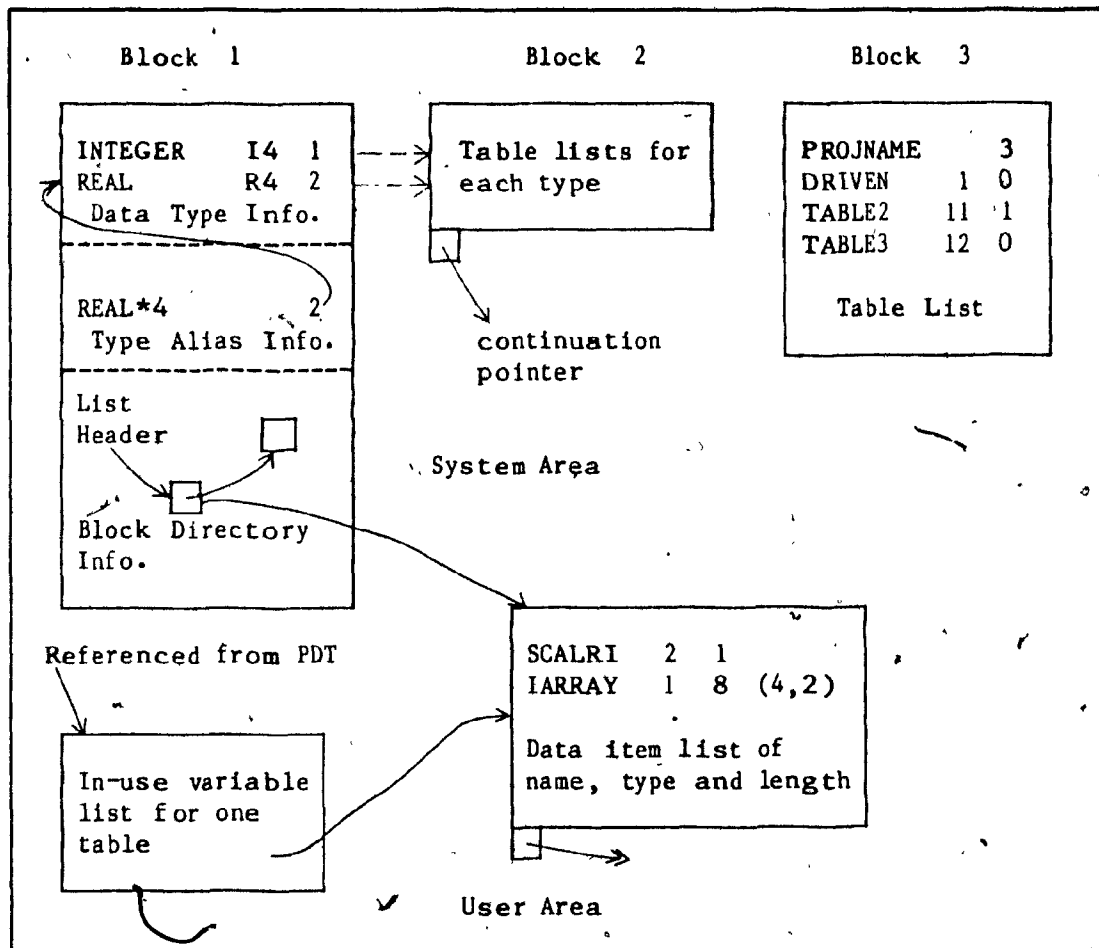 Block 1
Block 2
Block 3
INTEGER I4 1
REAL R4 2
Data Type Info.
REAL*4 2
Type Alias Info.
List
Header
Block Directory
Info.
Table lists for
each type
continuation
pointer
PROJNAME 3
DRIVEN 1 0
TABLE2 11 1
TABLE3 12 0
Table List
System Area
Referenced from PDT
In-use variable
list for one
table
SCALRI 2 1
IARRAY 1 8 (4,2)
Data item list of
name, type and length
User Area